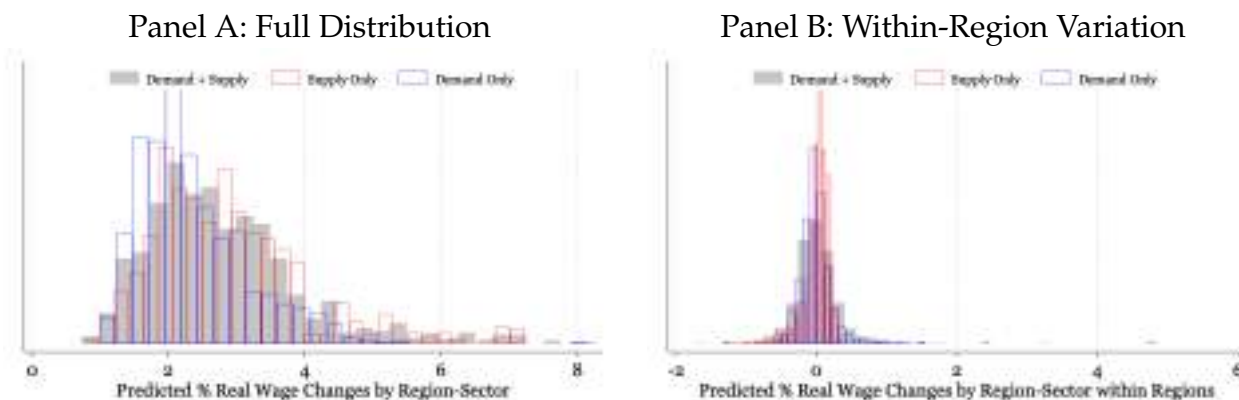 Panel A: Full Distribution
Demand + Supply Supply Only Demand Only
0 2 4 6 8
Predicted % Real Wage Changes by Region-Sector
Panel B: Within-Region Variation
Demand + Supply Supply Only Demand Only
-2 0 2 4 6
Predicted % Real Wage Changes by Region-Sector within Regions